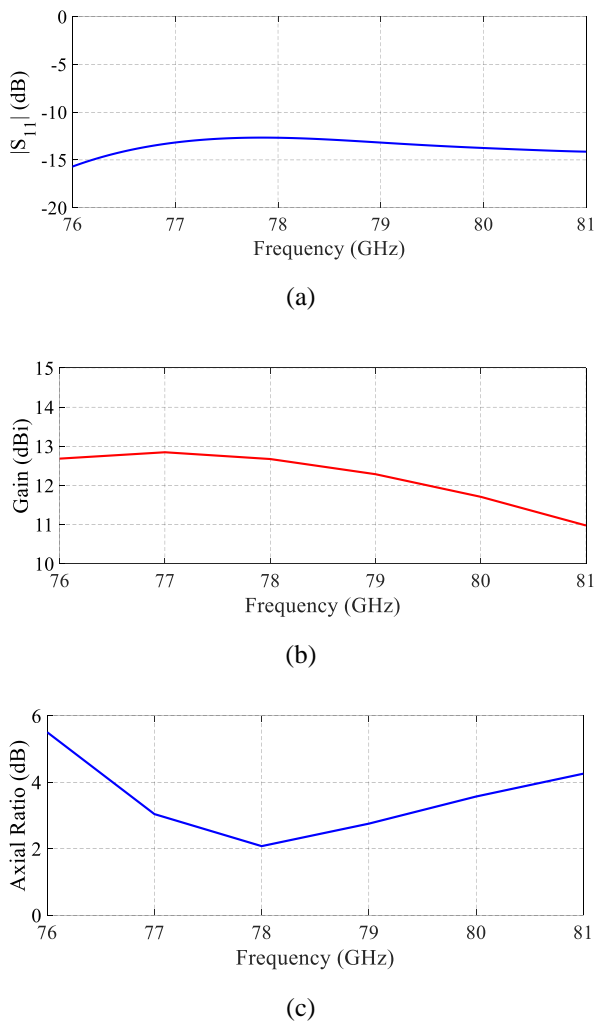 0
-5
-10
-15
-20
|S11| (dB)
76 77 78 79 80 81
Frequency (GHz)
(a)
15
14
13
12
11
10
Gain (dBi)
76 77 78 79 80 81
Frequency (GHz)
(b)
6
4
2
0
Axial Ratio (dB)
76 77 78 79 80 81
Frequency (GHz)
(c)